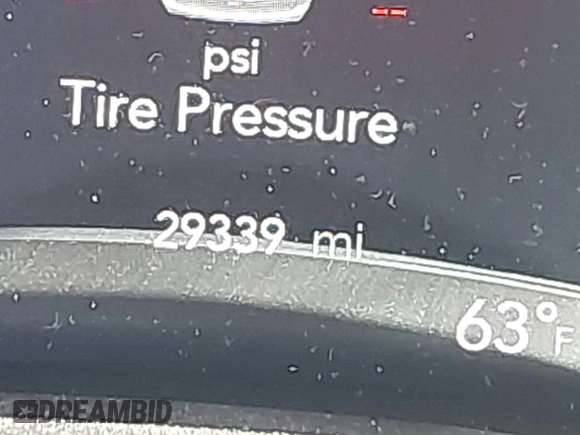 psi
Tire Pressure
29339 mi
63°F
DREAMBID